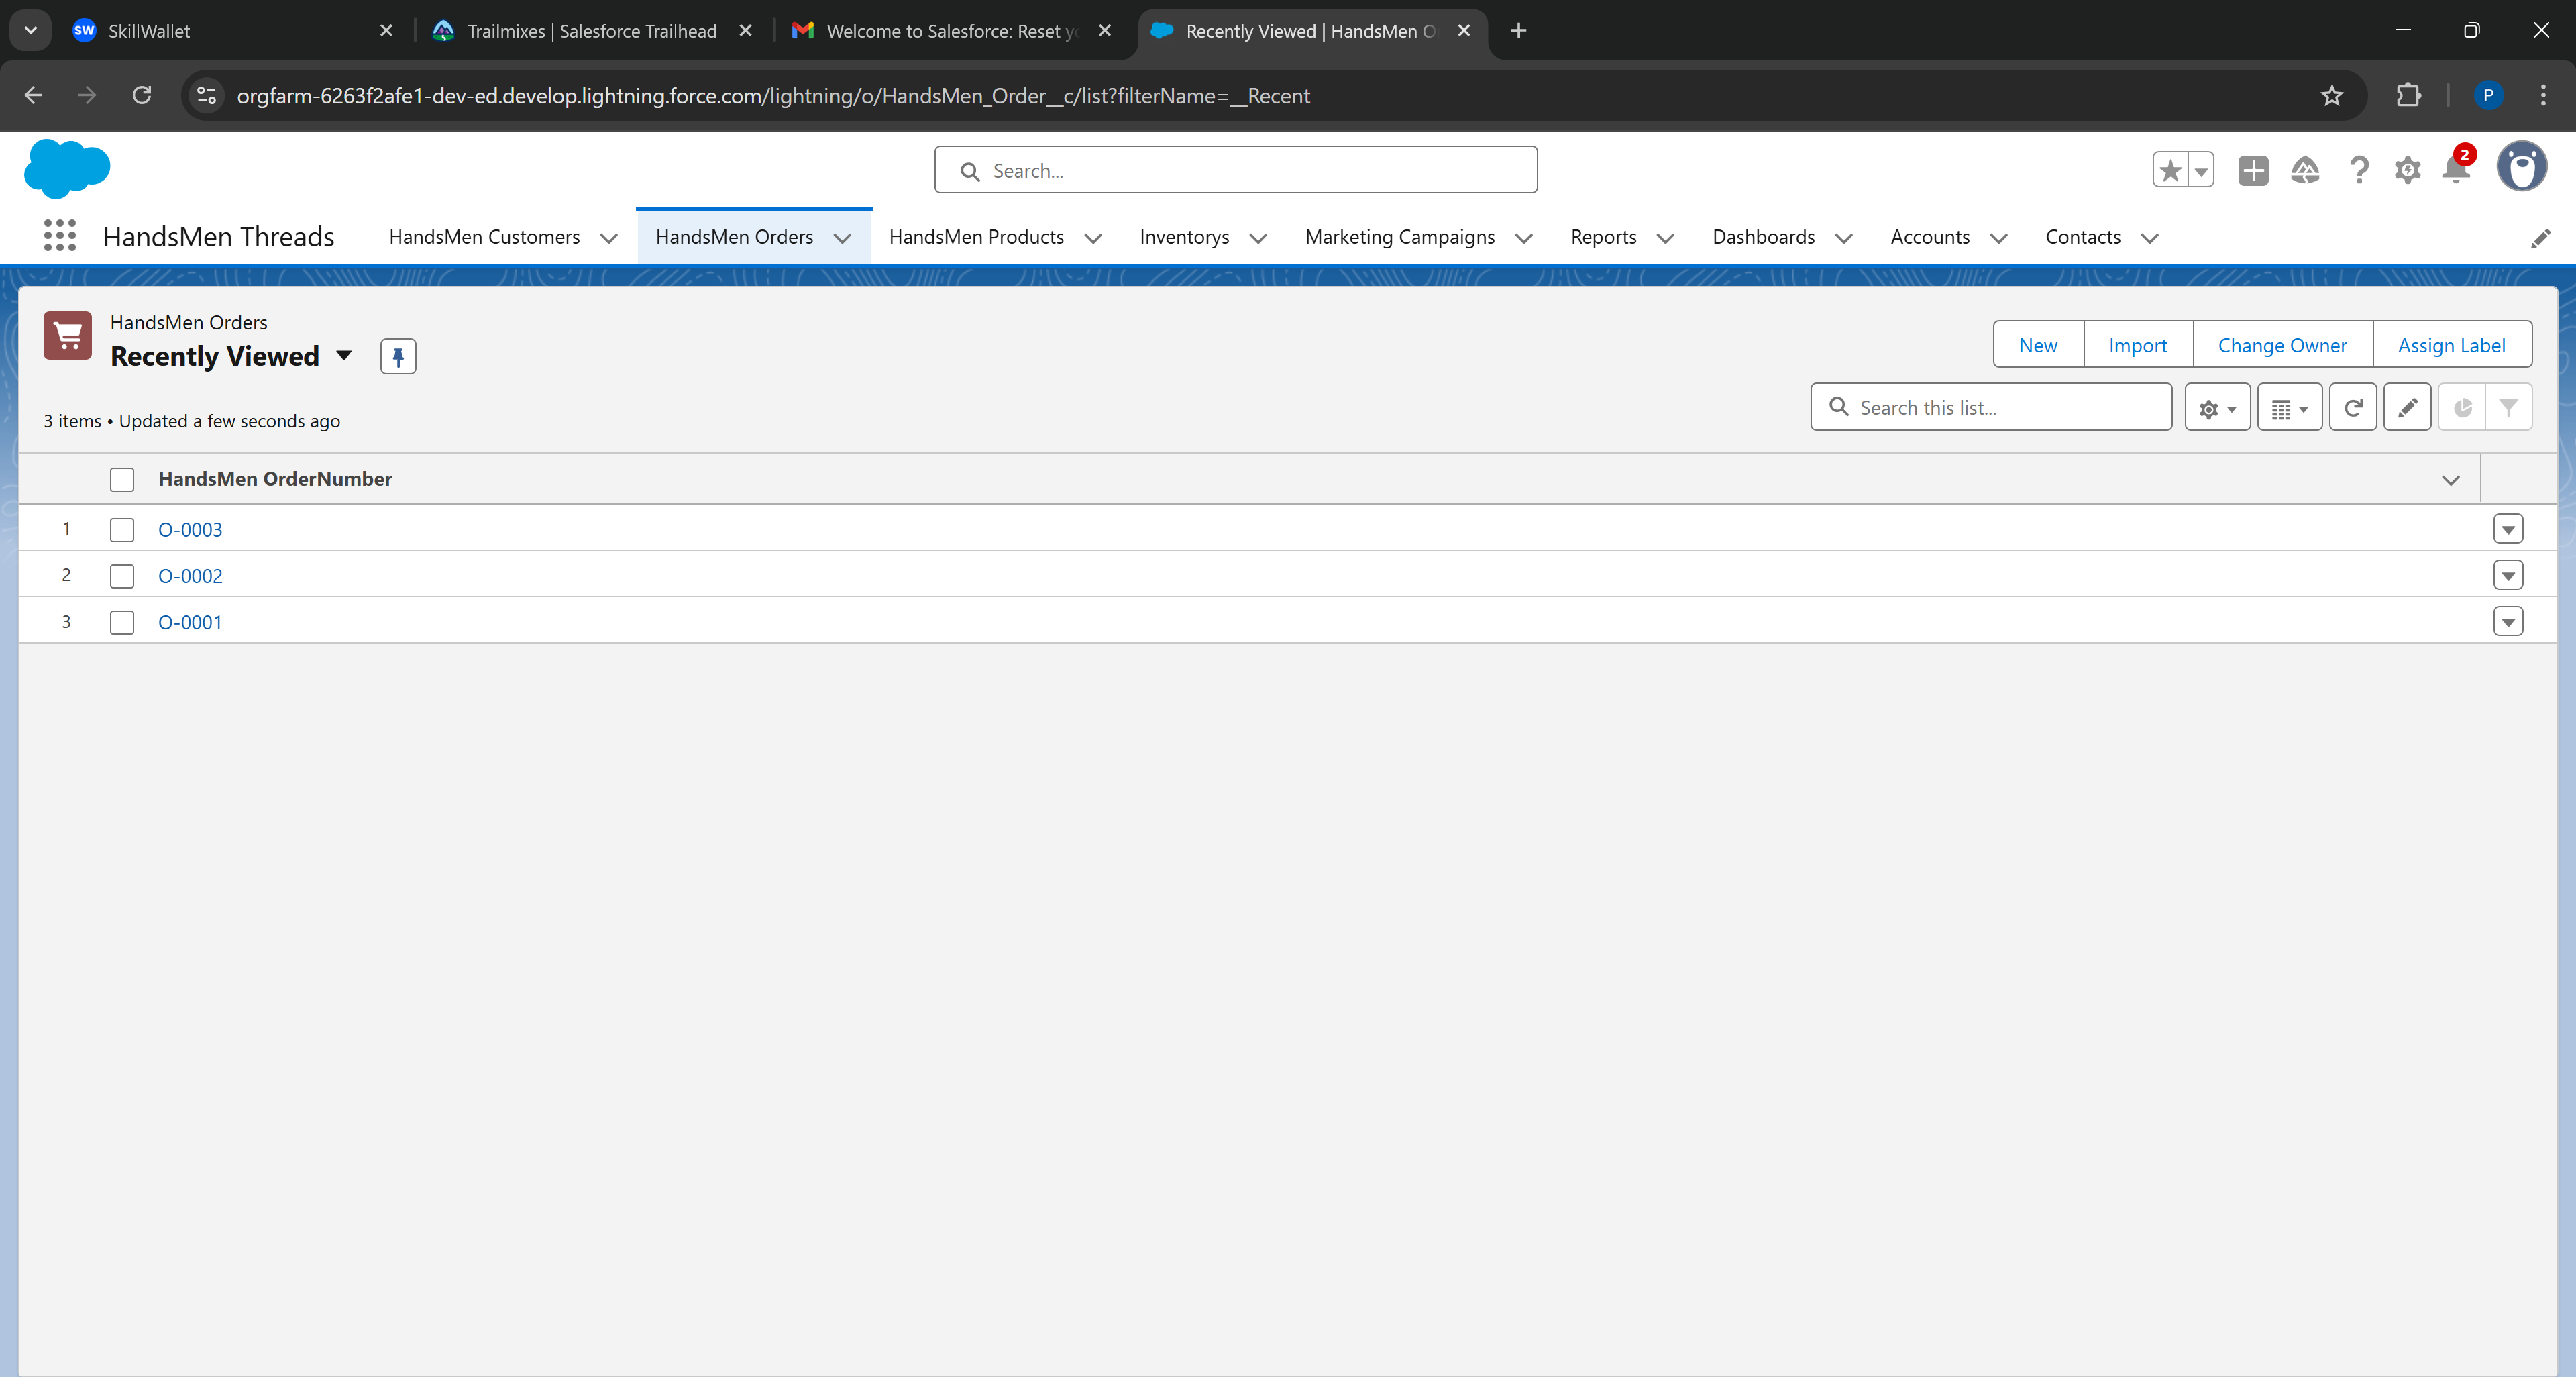 SW SkillWallet
Trailmixes | Salesforce Trailhead
Welcome to Salesforce: Reset yo
Recently Viewed | HandsMen O
orgfarm-6263f2afe1-dev-ed.develop.lightning.force.com/lightning/o/HandsMen_Order__c/list?filterName=__Recent
P
Search...
2
HandsMen Threads
HandsMen Customers
HandsMen Orders
HandsMen Products
Inventorys
Marketing Campaigns
Reports
Dashboards
Accounts
Contacts
HandsMen Orders
Recently Viewed
New
Import
Change Owner
Assign Label
3 items • Updated a few seconds ago
Search this list...
HandsMen OrderNumber
1 O-0003
2 O-0002
3 O-0001